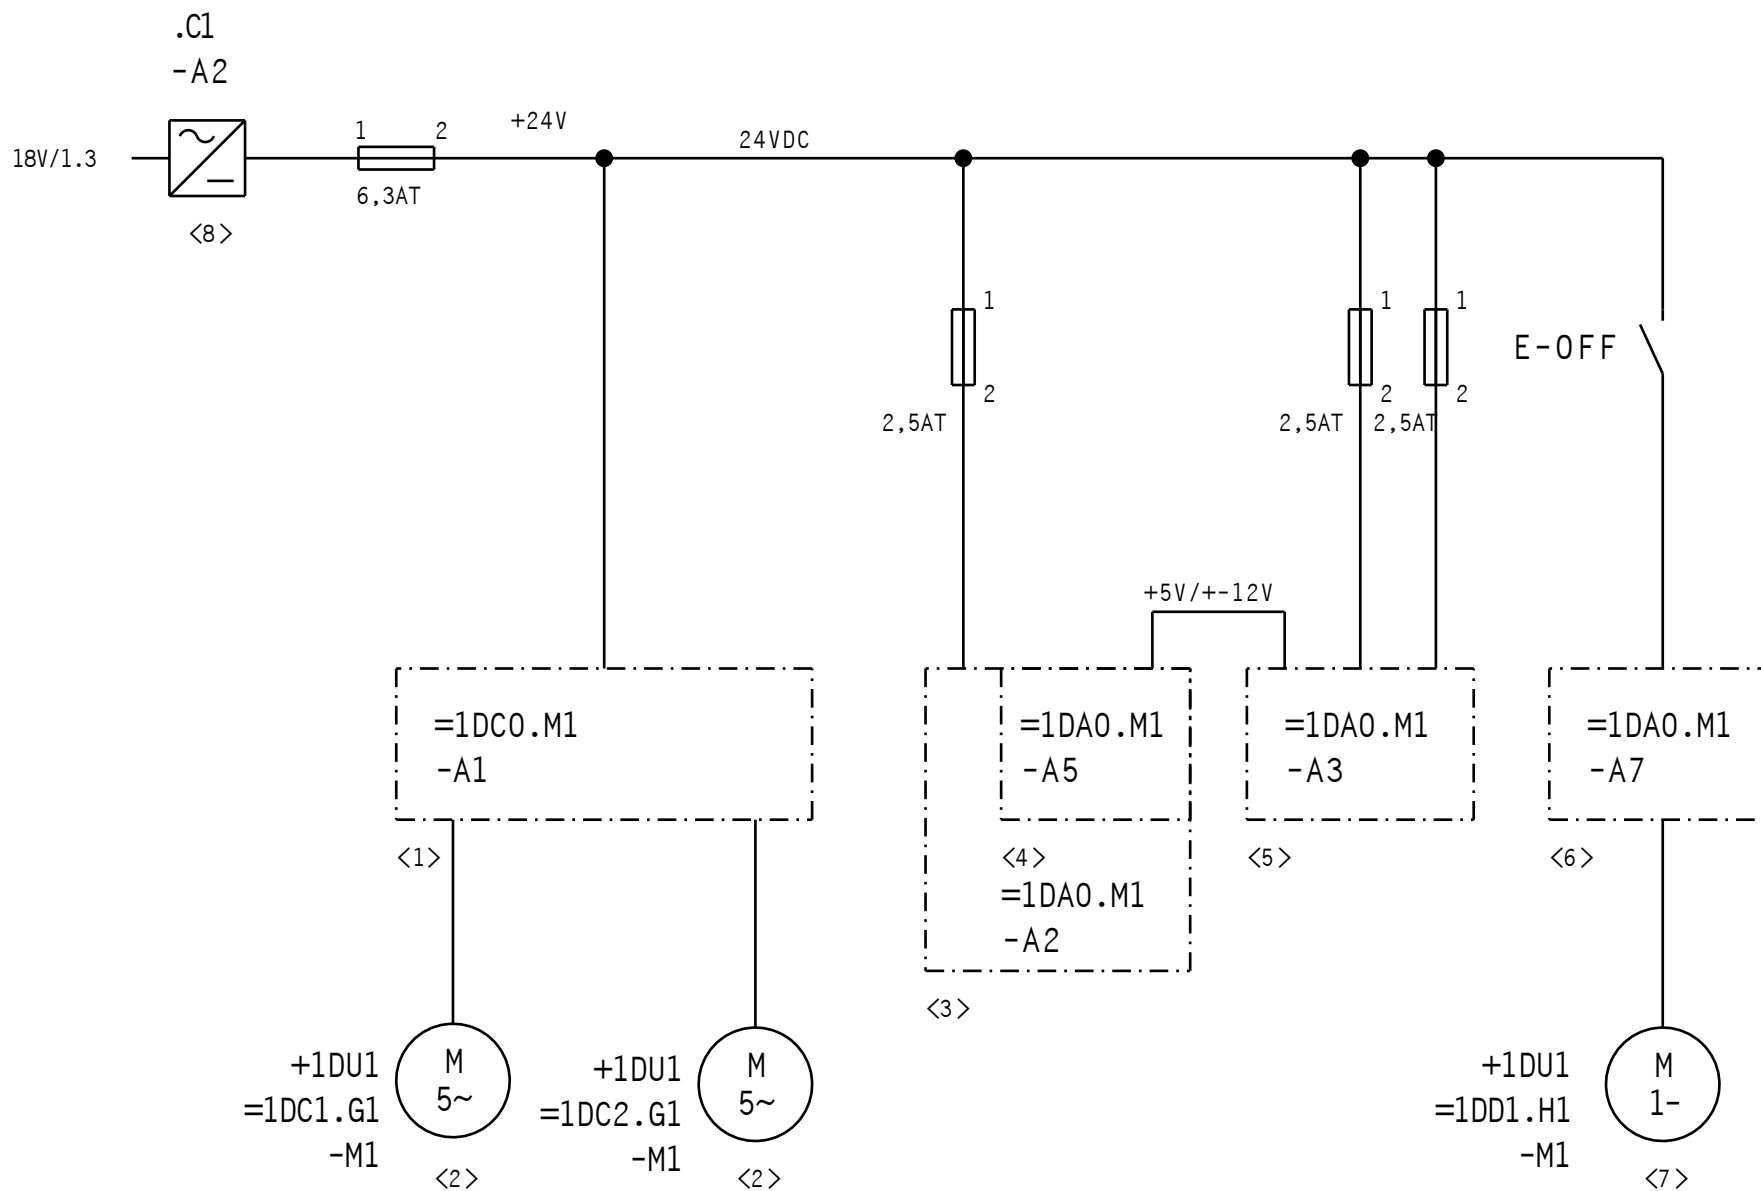 .C1
-A2
18V/1.3
1
2
+24V
24VDC
6,3AT
<8>
1
1
1
E-OFF
2
2
2
2,5AT
2,5AT
2,5AT
+5V/+-12V
=1DC0.M1
-A1
=1DA0.M1
-A5
=1DA0.M1
-A3
=1DA0.M1
-A7
<1>
<4>
<5>
<6>
=1DA0.M1
-A2
<3>
+1DU1
=1DC1.G1
-M1
M
5~
<2>
+1DU1
=1DC2.G1
-M1
M
5~
<2>
+1DU1
=1DD1.H1
-M1
M
1-
<7>